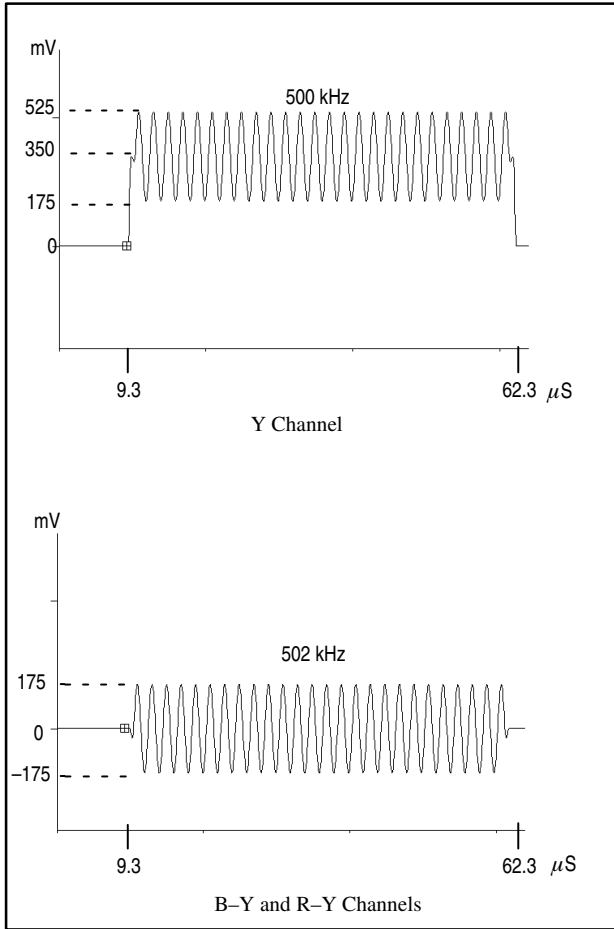 mV
500 kHz
525
350
175
0
9.3
62.3 μS
Y Channel
mV
502 kHz
175
0
–175
9.3
62.3 μS
B–Y and R–Y Channels